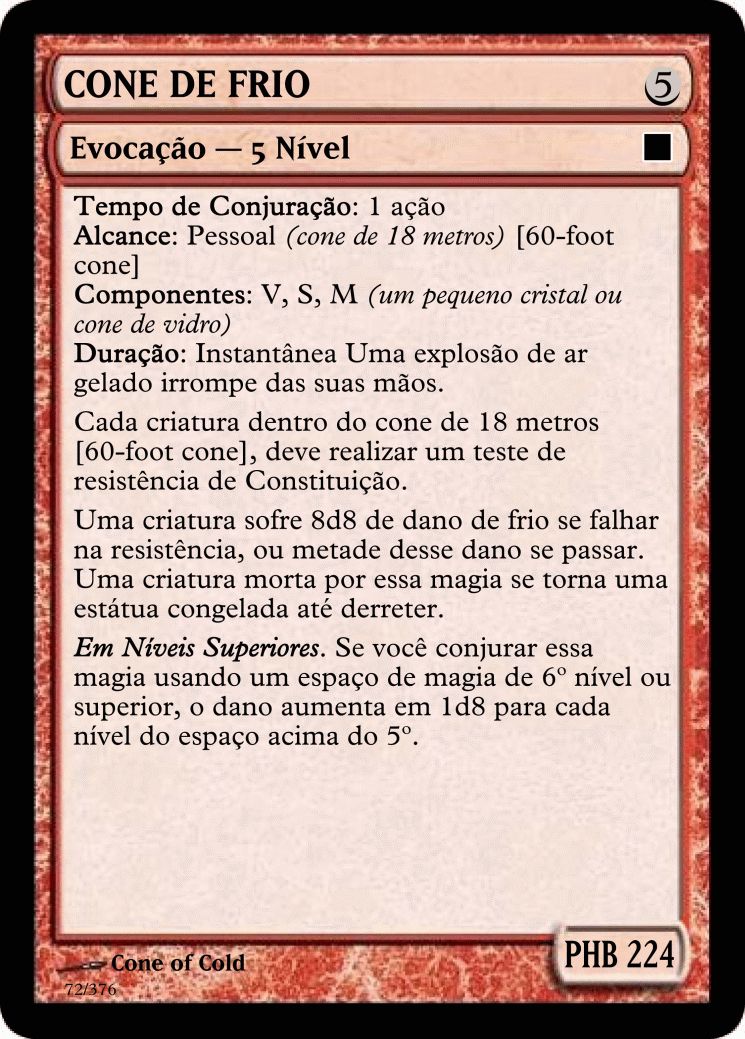 CONE DE FRIO
5
Evocação — 5 Nível
Tempo de Conjuração: 1 ação
Alcance: Pessoal (cone de 18 metros) [60-foot
cone]
Componentes: V, S, M (um pequeno cristal ou
cone de vidro)
Duração: Instantânea Uma explosão de ar
gelado irrompe das suas mãos.
Cada criatura dentro do cone de 18 metros
[60-foot cone], deve realizar um teste de
resistência de Constituição.
Uma criatura sofre 8d8 de dano de frio se falhar
na resistência, ou metade desse dano se passar.
Uma criatura morta por essa magia se torna uma
estátua congelada até derreter.
Em Níveis Superiores. Se você conjurar essa
magia usando um espaço de magia de 6º nível ou
superior, o dano aumenta em 1d8 para cada
nível do espaço acima do 5º.
PHB 224
Cone of Cold
72/376